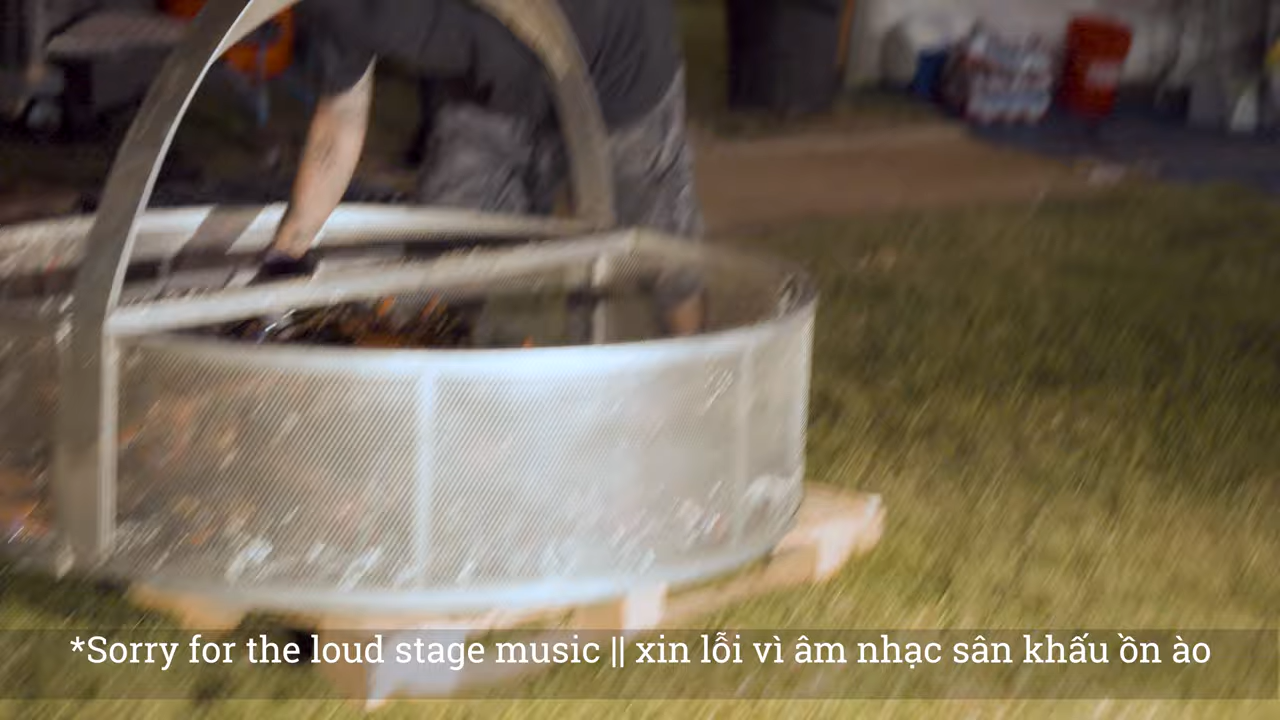 *Sorry for the loud stage music || xin lỗi vì âm nhạc sân khấu ồn ào